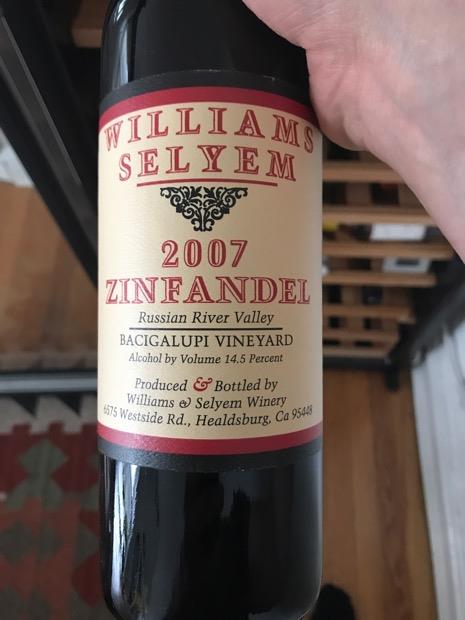 WILLIAMS
SELYEM
2007
ZINFANDEL
Russian River Valley
BACIGALUPI VINEYARD
Alcohol by Volume 14.5 Percent
Produced & Bottled by
Williams & Selyem Winery
6575 Westside Rd., Healdsburg, Ca 95448